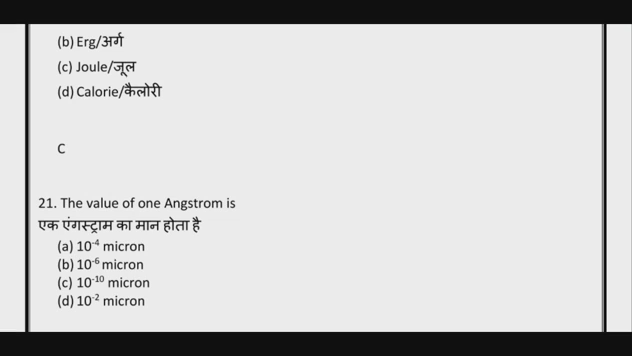 (b) Erg/अर्ग
(c) Joule/जूल
(d) Calorie/कैलोरी
C
21. The value of one Angstrom is
एक एंगस्ट्राम का मान होता है
(a) 10⁻⁴ micron
(b) 10⁻⁶ micron
(c) 10⁻¹⁰ micron
(d) 10⁻² micron